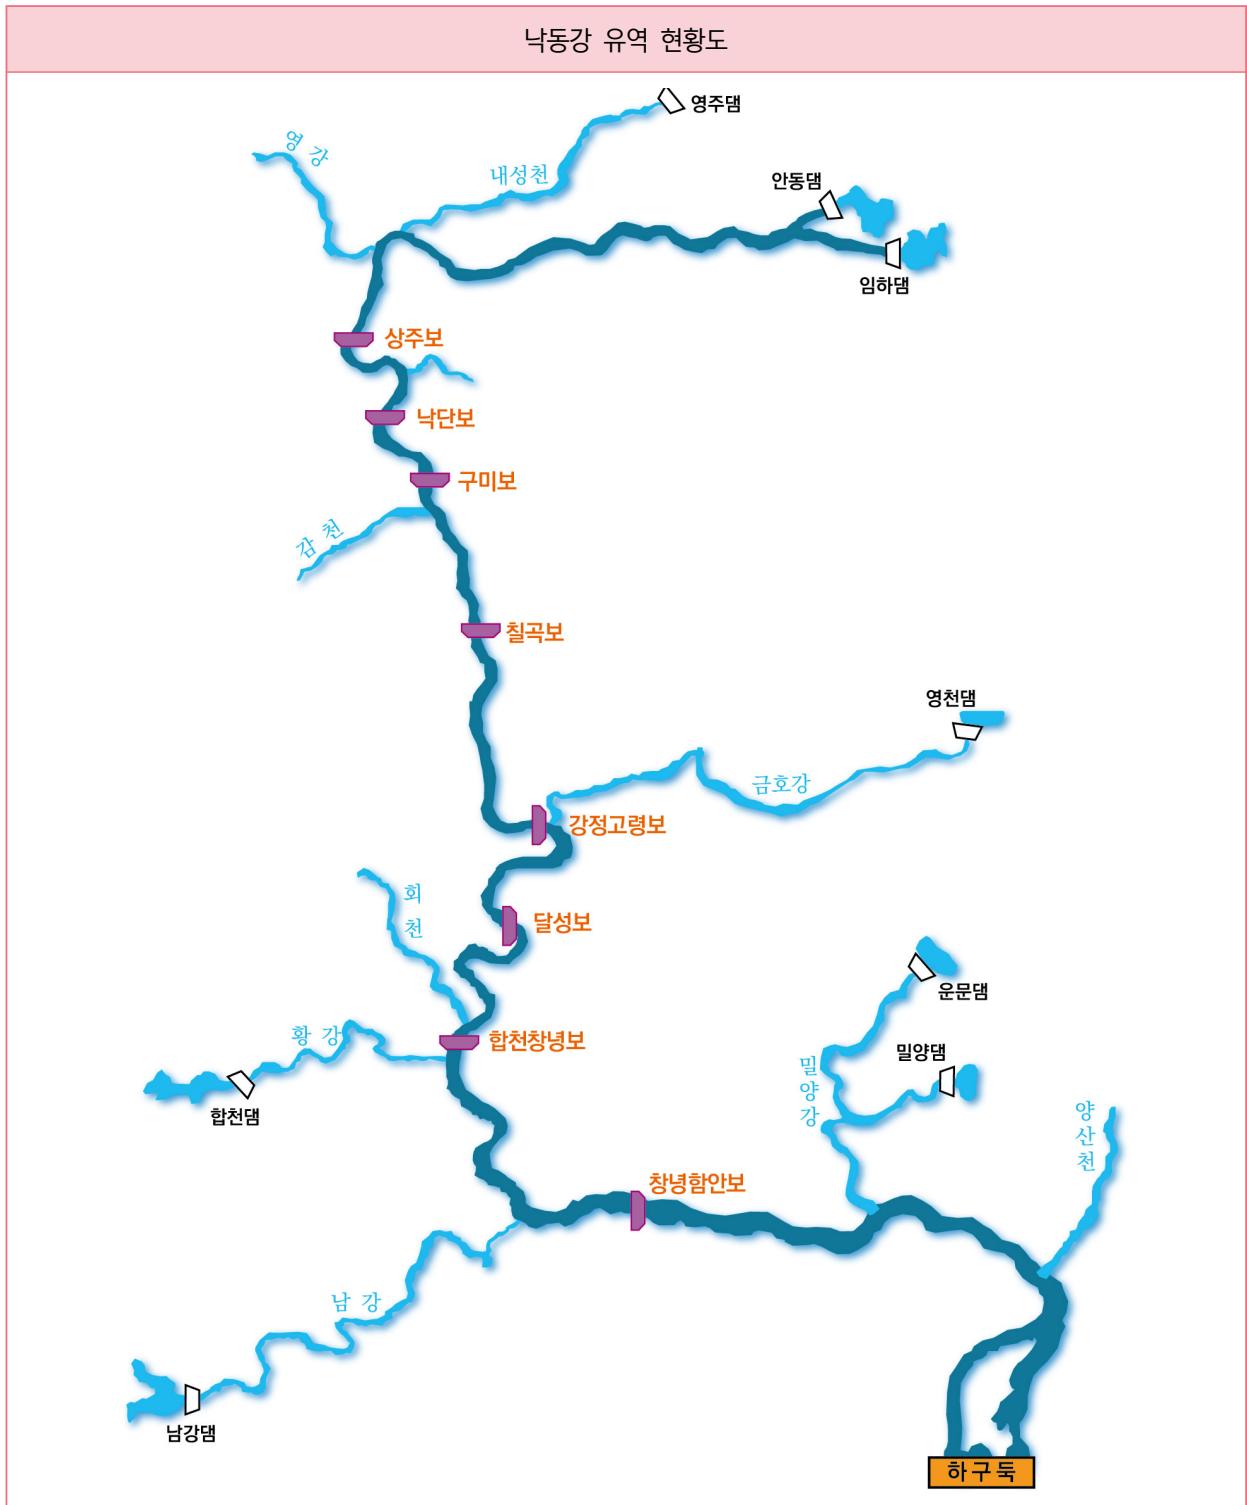 낙동강 유역 현황도
영주댐
영강
내성천
안동댐
임하댐
상주보
낙단보
구미보
감천
칠곡보
영천댐
금호강
강정고령보
회천
달성보
운문댐
황강
합천창녕보
밀양댐
밀양강
합천댐
양산천
창녕함안보
남강
남강댐
하구둑